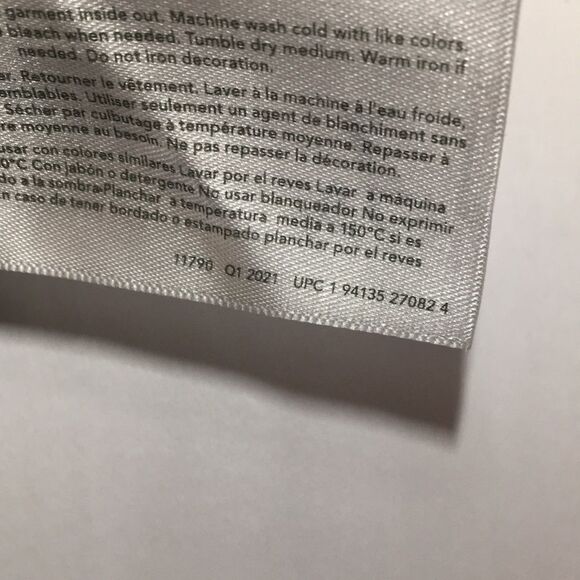 garment inside out. Machine wash cold with like colors.
bleach when needed. Tumble dry medium. Warm iron if
needed. Do not iron decoration.
Retourner le vêtement. Laver à la machine à l'eau froide,
Utiliser seulement un agent de blanchiment sans
Sécher par culbutage à température moyenne. Repasser à
moyenne au besoin. Ne pas repasser la décoration.
con colores similares Lavar por el reves Lavar a máquina
Con jabón o detergente No usar blanqueador No exprimir
a la sombra Planchar a temperatura media a 150°C si es
caso de tener bordado o estampado planchar por el reves
11790 Q1 2021 UPC 1 94135 27082 4